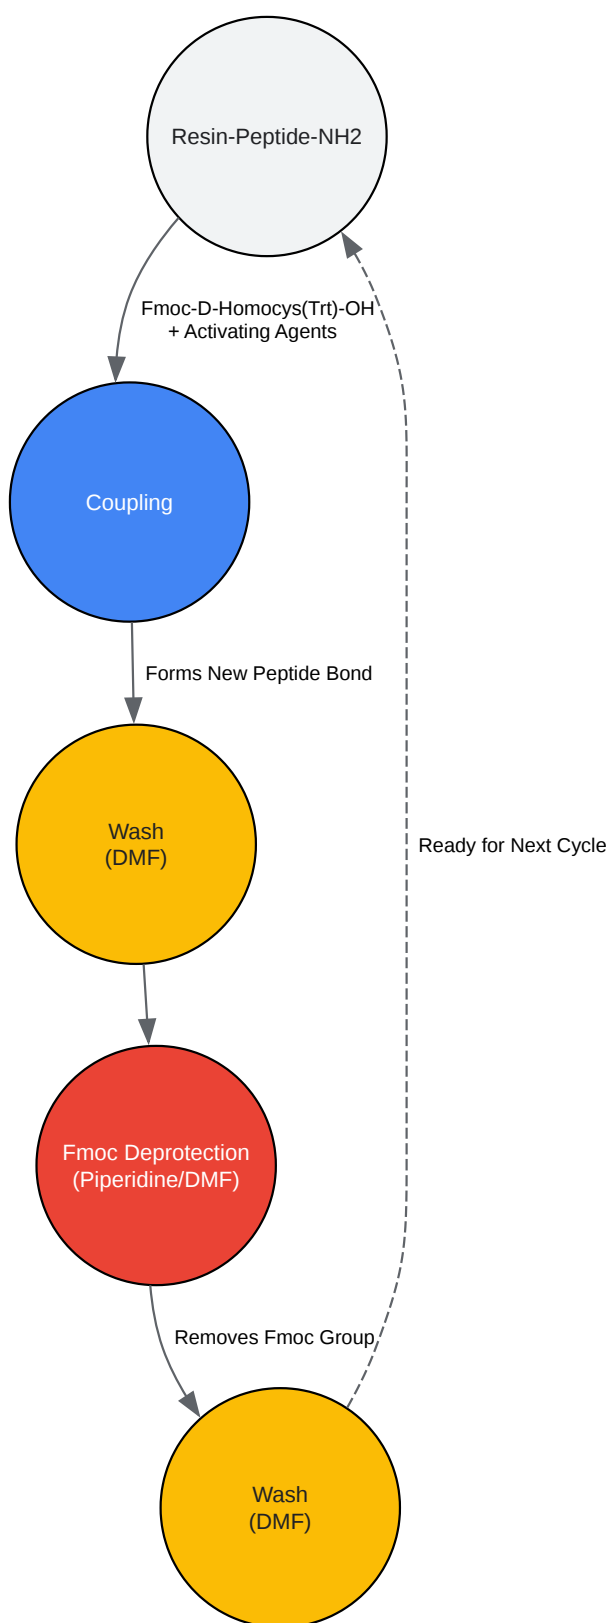 Resin-Peptide-NH2
Fmoc-D-Homocys(Trt)-OH
+ Activating Agents
Coupling
Forms New Peptide Bond
Wash
(DMF)
Ready for Next Cycle
Fmoc Deprotection
(Piperidine/DMF)
Removes Fmoc Group
Wash
(DMF)